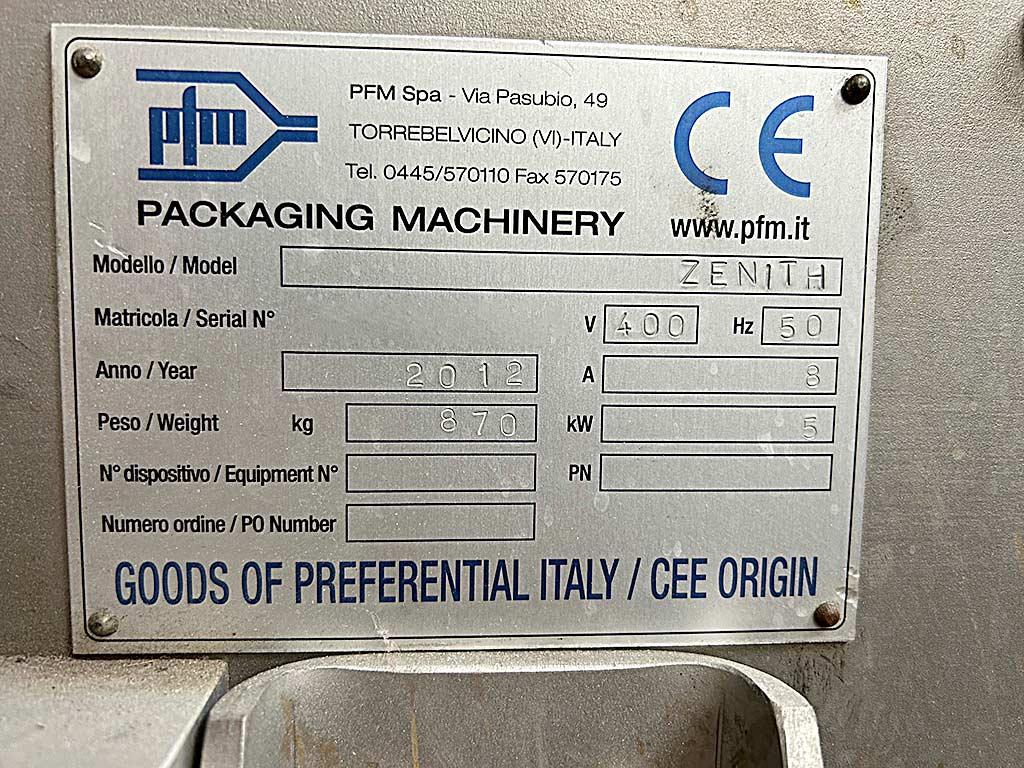 pfm
PFM Spa - Via Pasubio, 49
TORREBELVICINO (VI)-ITALY
Tel. 0445/570110 Fax 570175
CE
PACKAGING MACHINERY www.pfm.it
Modello / Model ZENITH
Matricola / Serial N° V 400 Hz 50
Anno / Year 2012 A 8
Peso / Weight kg 870 kW 5
N° dispositivo / Equipment N° PN
Numero ordine / PO Number
GOODS OF PREFERENTIAL ITALY / CEE ORIGIN